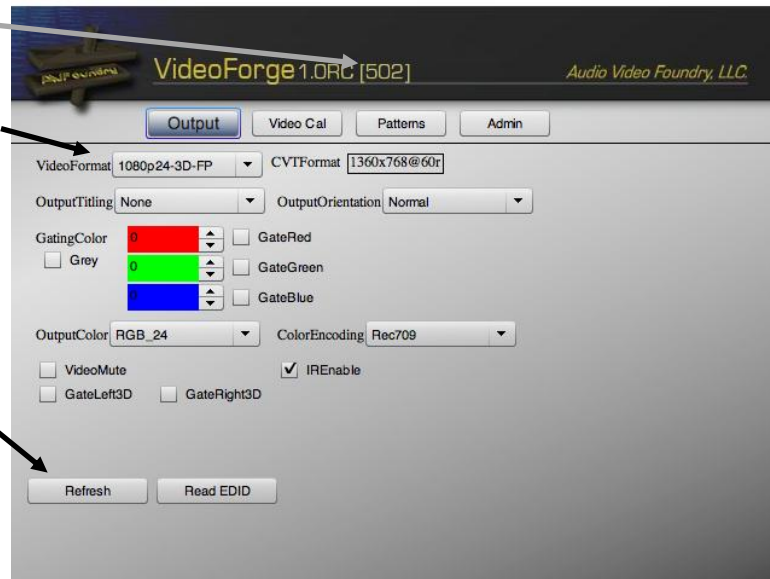 AV Foundry
VideoForge 1.0RC [502]
Audio Video Foundry, LLC.
Output Video Cal Patterns Admin
VideoFormat 1080p24-3D-FP CVTFormat 1360x768@60r
OutputTitling None OutputOrientation Normal
GatingColor 0 GateRed
Grey 0 GateGreen
0 GateBlue
OutputColor RGB_24 ColorEncoding Rec709
VideoMute IREnable
GateLeft3D GateRight3D
Refresh Read EDID